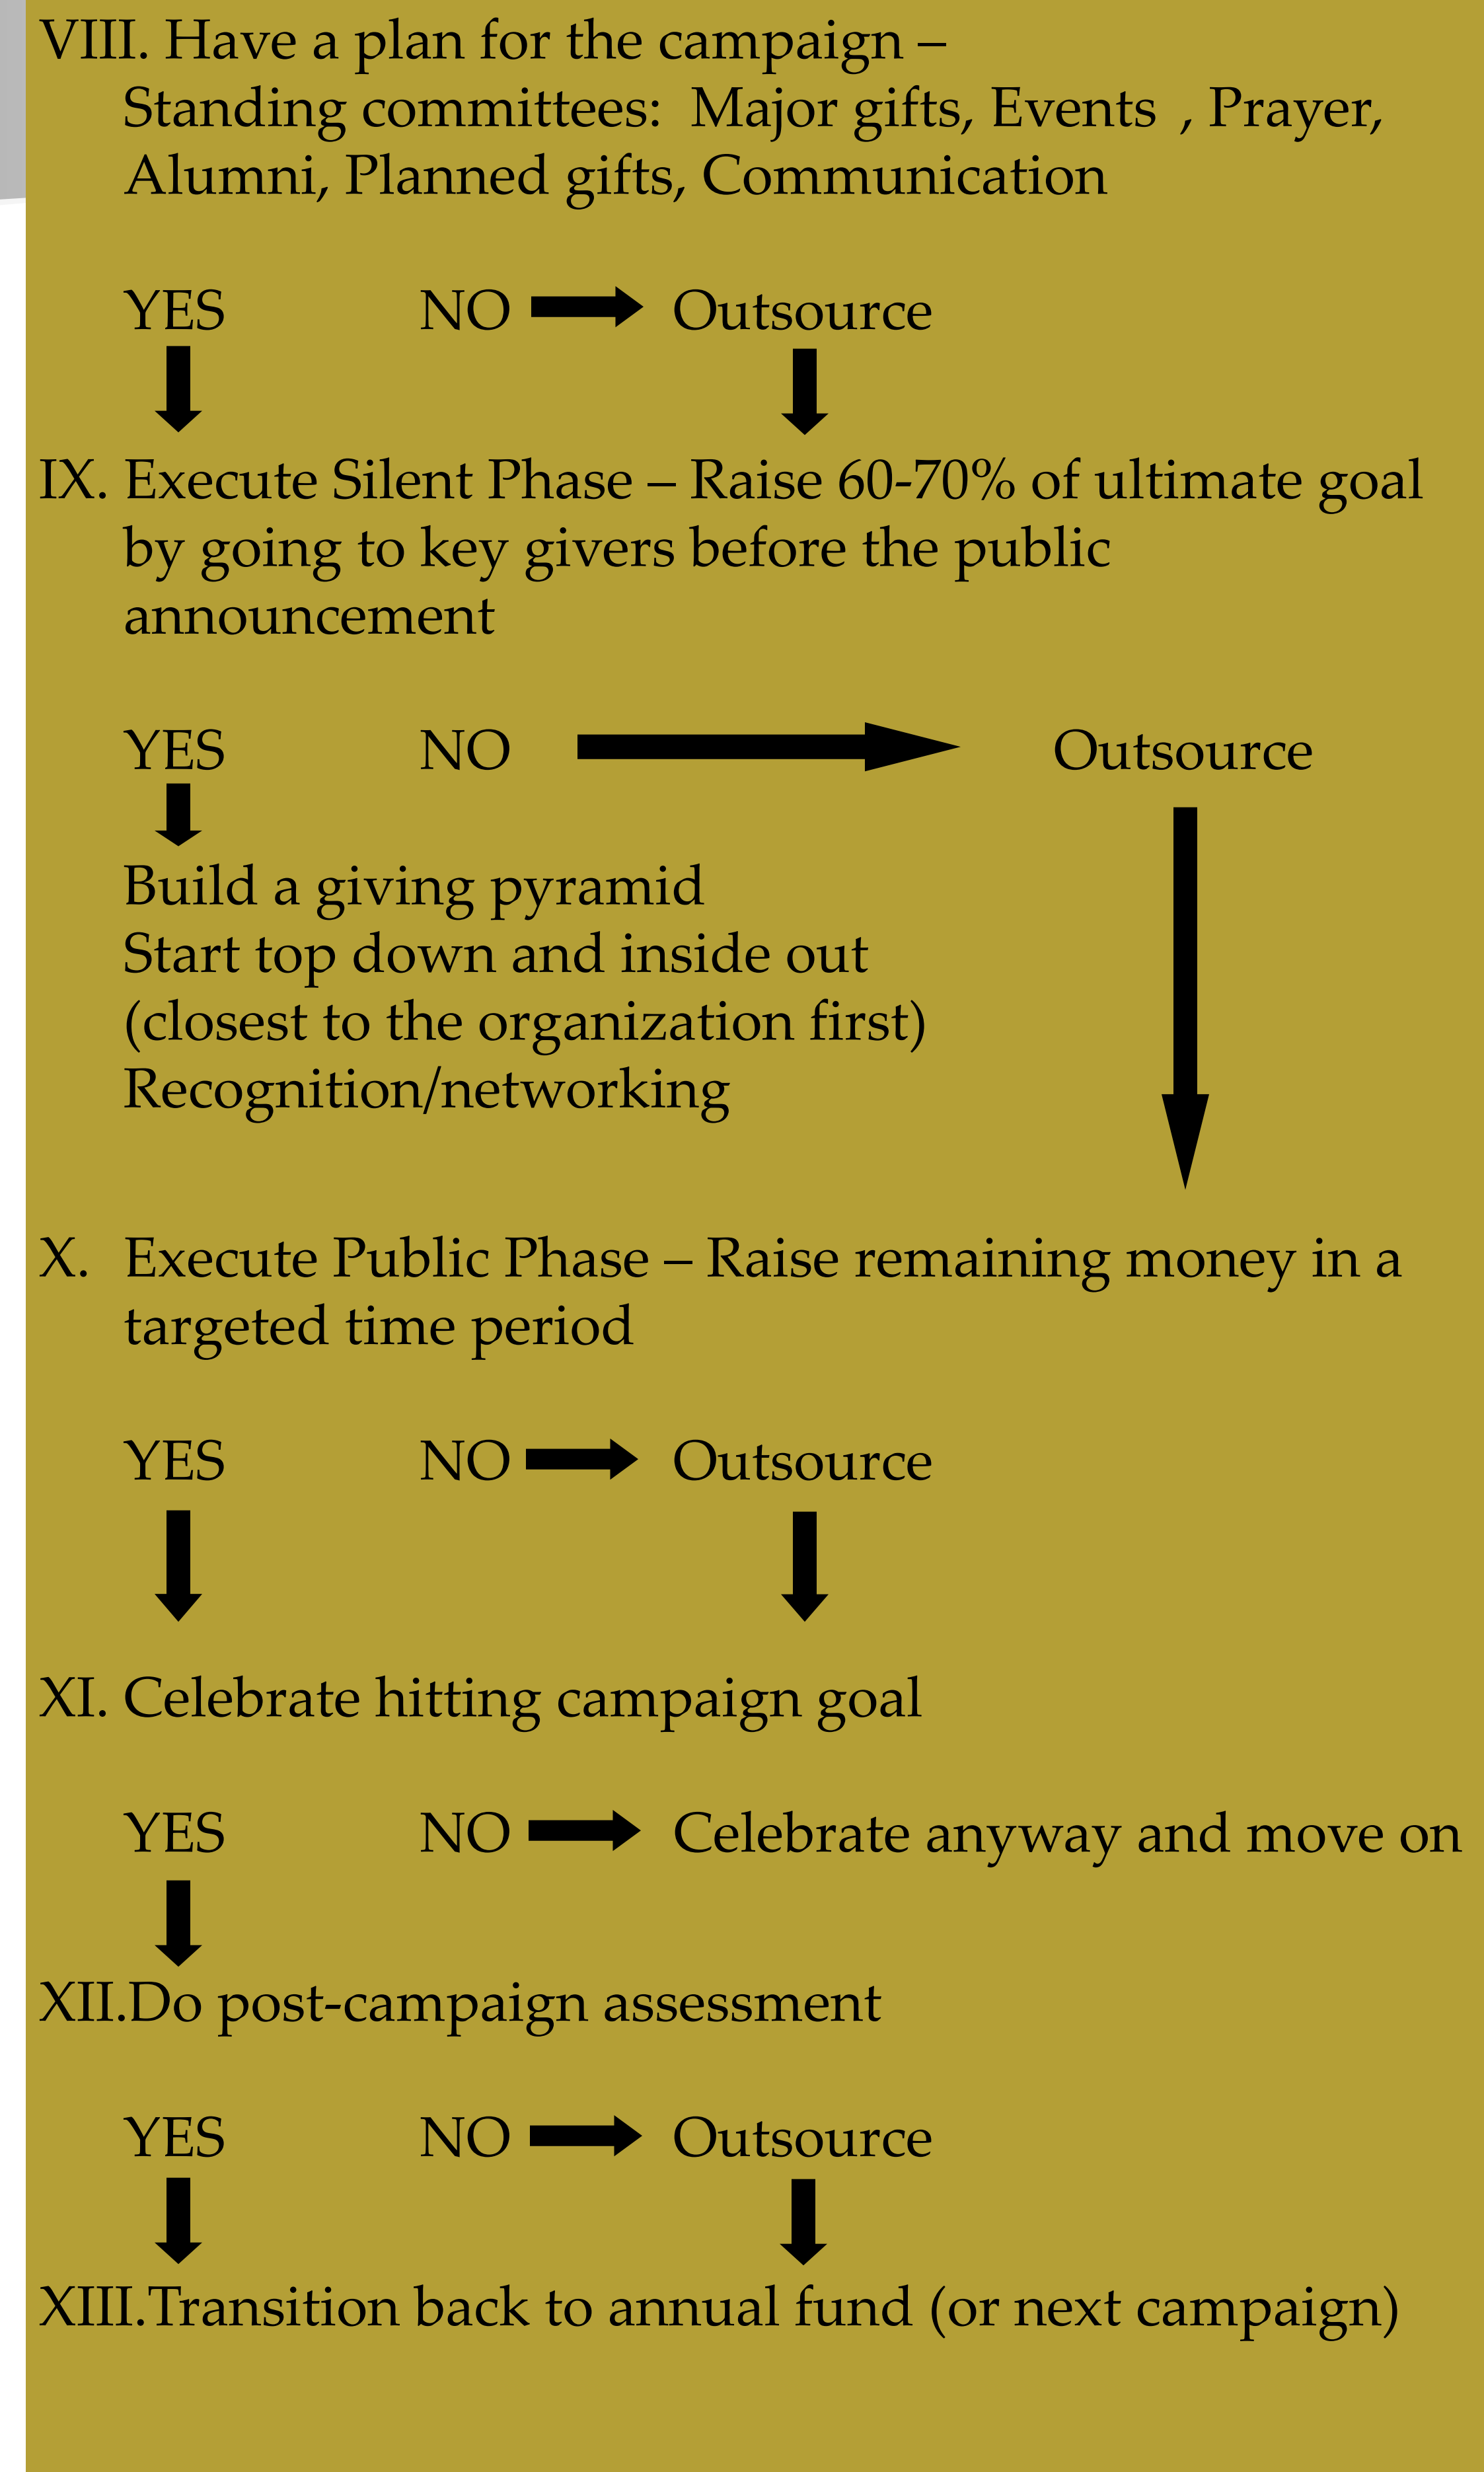 VIII. Have a plan for the campaign –
Standing committees: Major gifts, Events , Prayer,
Alumni, Planned gifts, Communication
YES NO Outsource
IX. Execute Silent Phase – Raise 60-70% of ultimate goal
by going to key givers before the public
announcement
YES NO Outsource
Build a giving pyramid
Start top down and inside out
(closest to the organization first)
Recognition/networking
X. Execute Public Phase – Raise remaining money in a
targeted time period
YES NO Outsource
XI. Celebrate hitting campaign goal
YES NO Celebrate anyway and move on
XII.Do post-campaign assessment
YES NO Outsource
XIII.Transition back to annual fund (or next campaign)